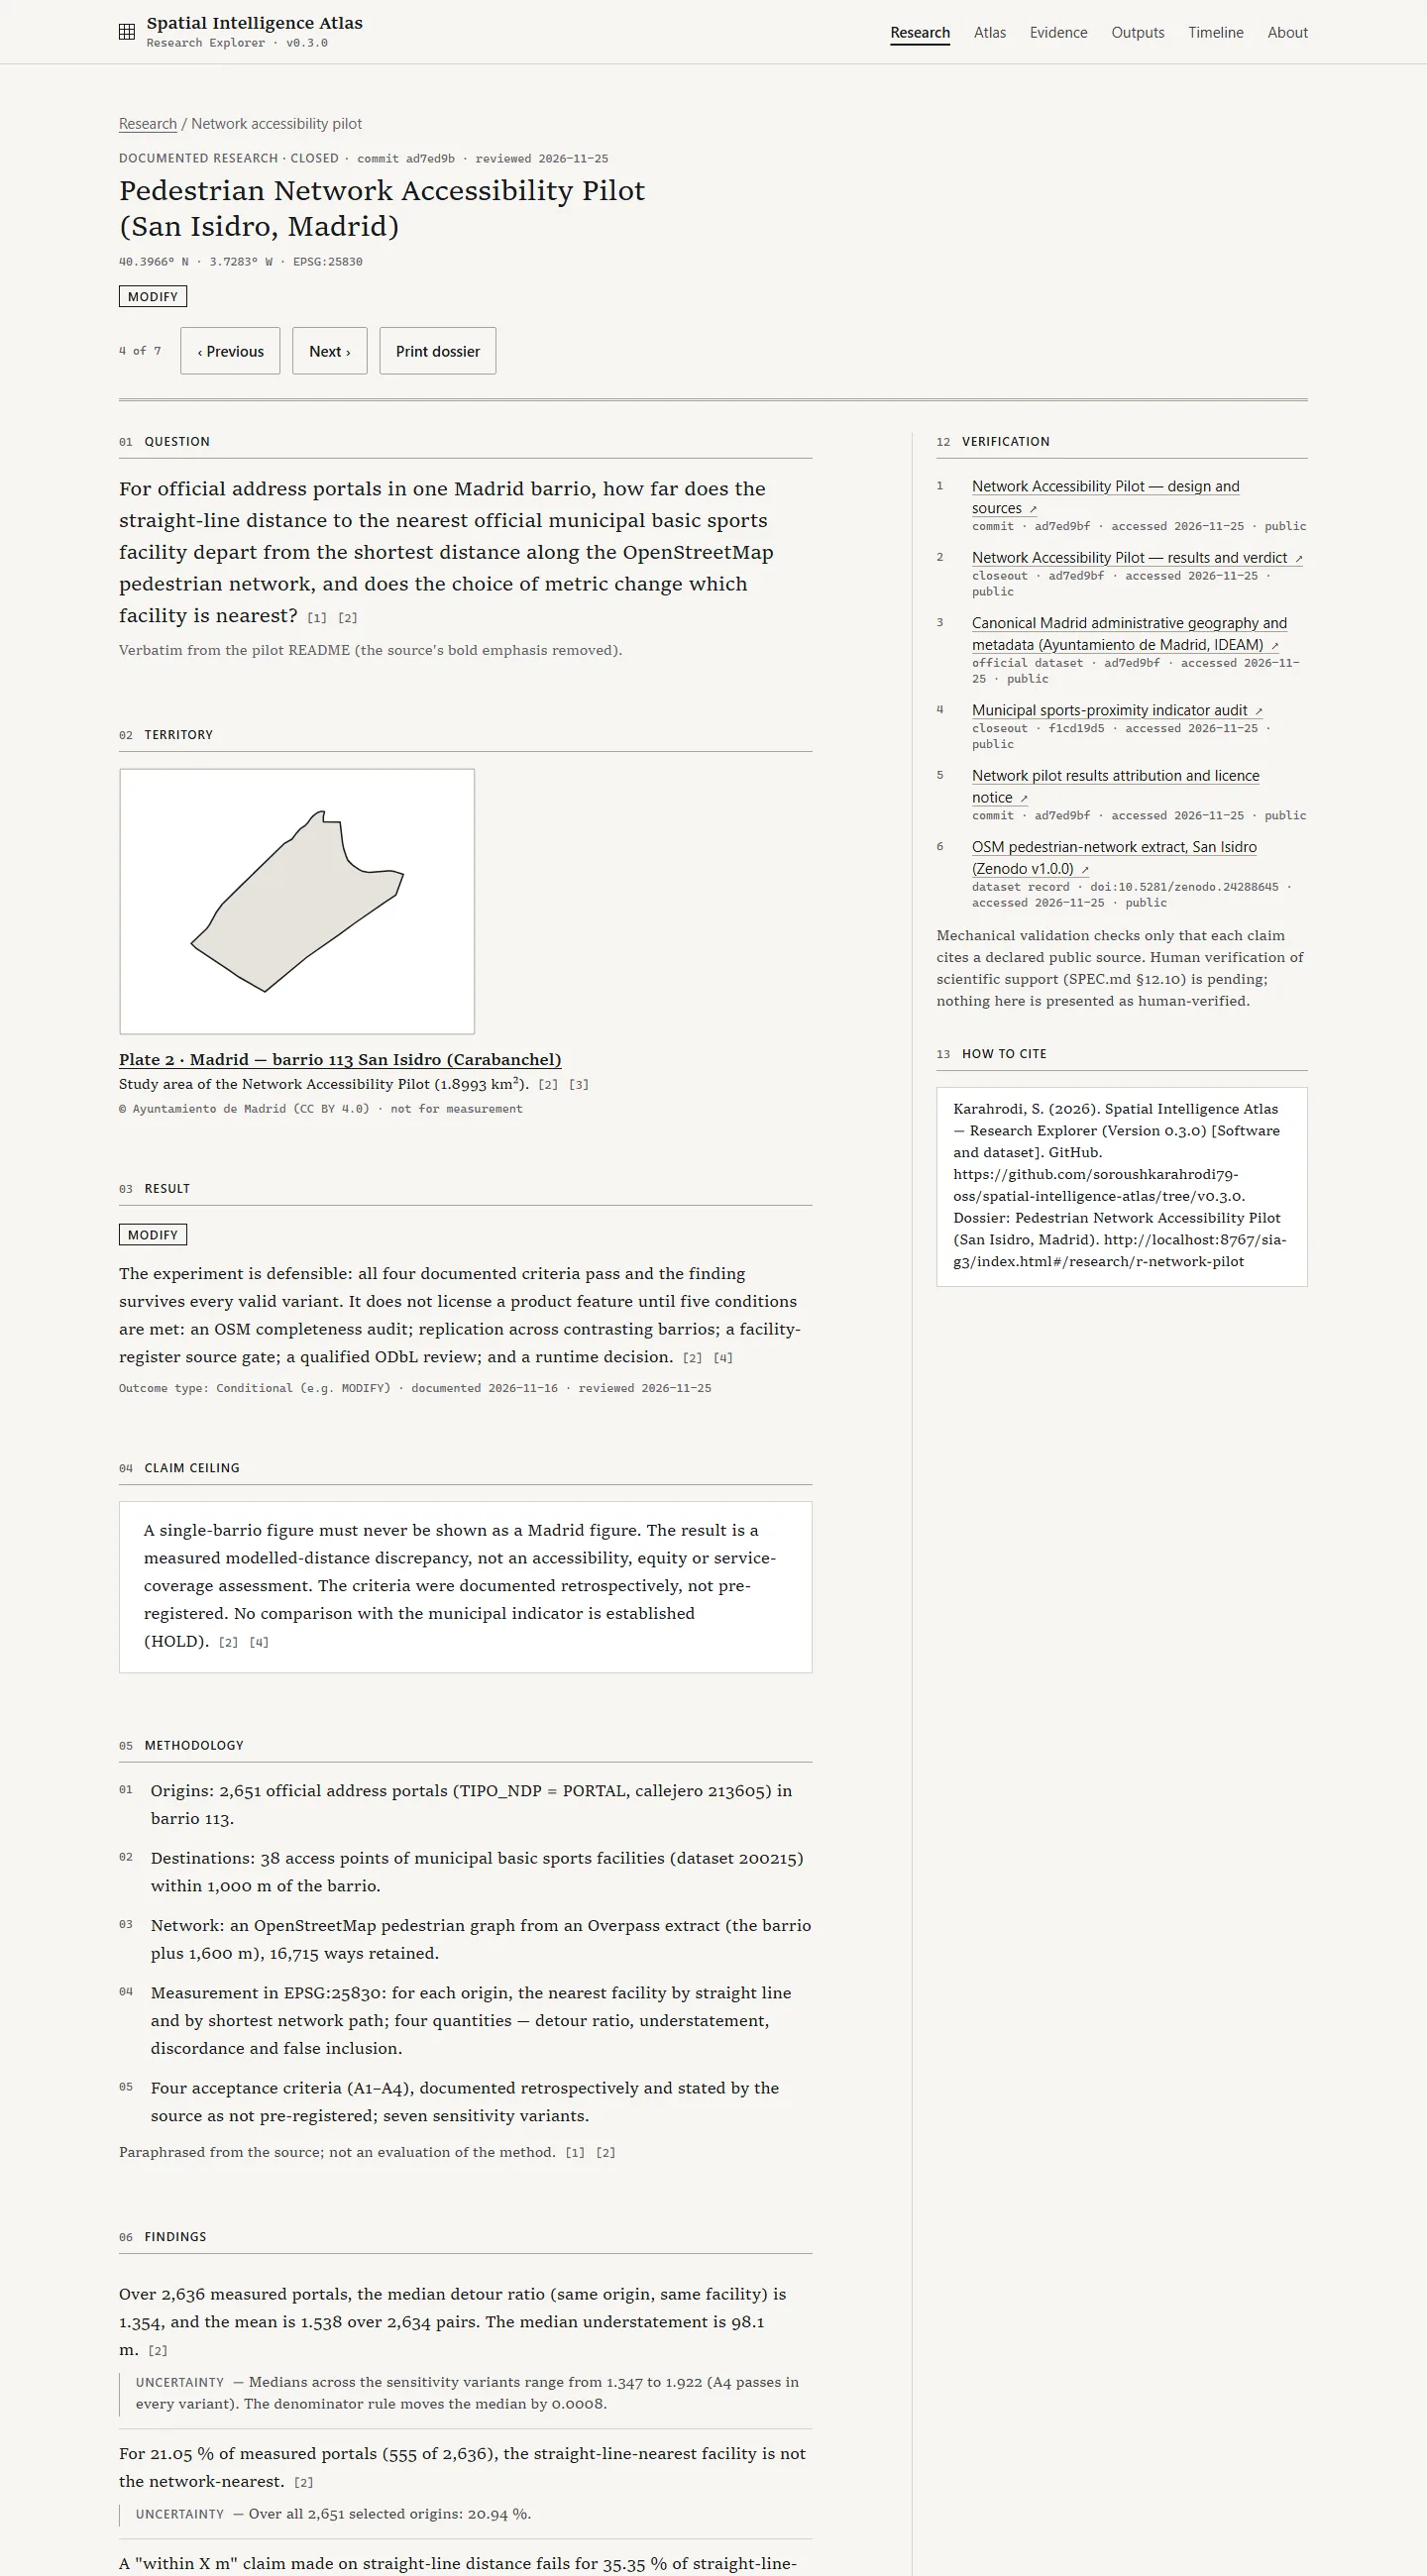 Spatial Intelligence Atlas
Research Explorer · v0.3.0
Research Atlas Evidence Outputs Timeline About
Research / Network accessibility pilot
DOCUMENTED RESEARCH · CLOSED · commit ad7ed9b · reviewed 2026-11-25
Pedestrian Network Accessibility Pilot
(San Isidro, Madrid)
40.3966° N · 3.7283° W · EPSG:25830
MODIFY
4 of 7 ‹ Previous Next › Print dossier
01 QUESTION
For official address portals in one Madrid barrio, how far does the
straight-line distance to the nearest official municipal basic sports
facility depart from the shortest distance along the OpenStreetMap
pedestrian network, and does the choice of metric change which
facility is nearest? [1] [2]
Verbatim from the pilot README (the source's bold emphasis removed).
02 TERRITORY
Plate 2 · Madrid — barrio 113 San Isidro (Carabanchel)
Study area of the Network Accessibility Pilot (1.8993 km²). [2] [3]
© Ayuntamiento de Madrid (CC BY 4.0) · not for measurement
03 RESULT
MODIFY
The experiment is defensible: all four documented criteria pass and the finding
survives every valid variant. It does not license a product feature until five conditions
are met: an OSM completeness audit; replication across contrasting barrios; a facility-
register source gate; a qualified ODbL review; and a runtime decision. [2] [4]
Outcome type: Conditional (e.g. MODIFY) · documented 2026-11-16 · reviewed 2026-11-25
04 CLAIM CEILING
A single-barrio figure must never be shown as a Madrid figure. The result is a
measured modelled-distance discrepancy, not an accessibility, equity or service-
coverage assessment. The criteria were documented retrospectively, not pre-
registered. No comparison with the municipal indicator is established
(HOLD). [2] [4]
05 METHODOLOGY
01 Origins: 2,651 official address portals (TIPO_NDP = PORTAL, callejero 213605) in
barrio 113.
02 Destinations: 38 access points of municipal basic sports facilities (dataset 200215)
within 1,000 m of the barrio.
03 Network: an OpenStreetMap pedestrian graph from an Overpass extract (the barrio
plus 1,600 m), 16,715 ways retained.
04 Measurement in EPSG:25830: for each origin, the nearest facility by straight line
and by shortest network path; four quantities — detour ratio, understatement,
discordance and false inclusion.
05 Four acceptance criteria (A1–A4), documented retrospectively and stated by the
source as not pre-registered; seven sensitivity variants.
Paraphrased from the source; not an evaluation of the method. [1] [2]
06 FINDINGS
Over 2,636 measured portals, the median detour ratio (same origin, same facility) is
1.354, and the mean is 1.538 over 2,634 pairs. The median understatement is 98.1
m. [2]
UNCERTAINTY — Medians across the sensitivity variants range from 1.347 to 1.922 (A4 passes in
every variant). The denominator rule moves the median by 0.0008.
For 21.05 % of measured portals (555 of 2,636), the straight-line-nearest facility is not
the network-nearest. [2]
UNCERTAINTY — Over all 2,651 selected origins: 20.94 %.
A "within X m" claim made on straight-line distance fails for 35.35 % of straight-line-
12 VERIFICATION
1 Network Accessibility Pilot — design and
sources ↗
commit · ad7ed9bf · accessed 2026-11-25 · public
2 Network Accessibility Pilot — results and verdict ↗
closeout · ad7ed9bf · accessed 2026-11-25 ·
public
3 Canonical Madrid administrative geography and
metadata (Ayuntamiento de Madrid, IDEAM) ↗
official dataset · ad7ed9bf · accessed 2026-11-
25 · public
4 Municipal sports-proximity indicator audit ↗
closeout · f1cd19d5 · accessed 2026-11-25 ·
public
5 Network pilot results attribution and licence
notice ↗
commit · ad7ed9bf · accessed 2026-11-25 · public
6 OSM pedestrian-network extract, San Isidro
(Zenodo v1.0.0) ↗
dataset record · doi:10.5281/zenodo.24288645 ·
accessed 2026-11-25 · public
Mechanical validation checks only that each claim
cites a declared public source. Human verification of
scientific support (SPEC.md §12.10) is pending;
nothing here is presented as human-verified.
13 HOW TO CITE
Karahrodi, S. (2026). Spatial Intelligence Atlas
— Research Explorer (Version 0.3.0) [Software
and dataset]. GitHub.
https://github.com/soroushkarahrodi79-
oss/spatial-intelligence-atlas/tree/v0.3.0.
Dossier: Pedestrian Network Accessibility Pilot
(San Isidro, Madrid). http://localhost:8767/sia-
g3/index.html#/research/r-network-pilot